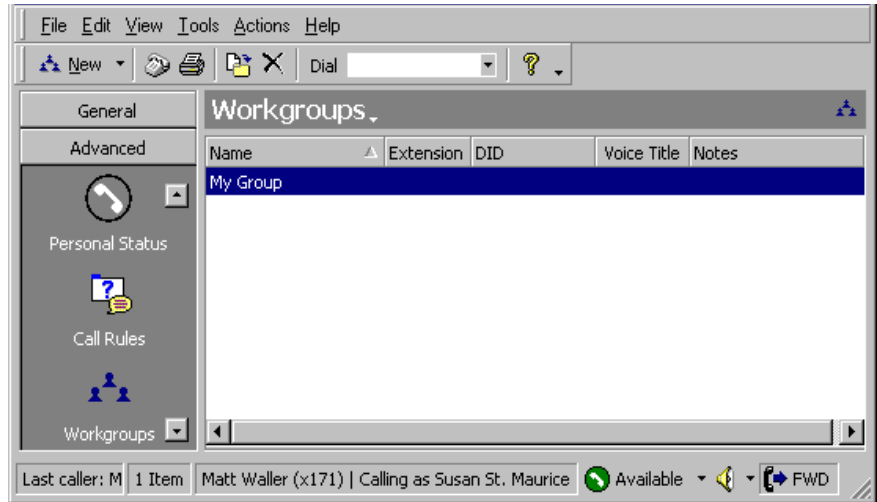 File Edit View Tools Actions Help
New Dial
General
Advanced
Personal Status
Call Rules
Workgroups
Workgroups
Name Extension DID Voice Title Notes
My Group
Last caller: M 1 Item Matt Waller (x171) | Calling as Susan St. Maurice Available FWD